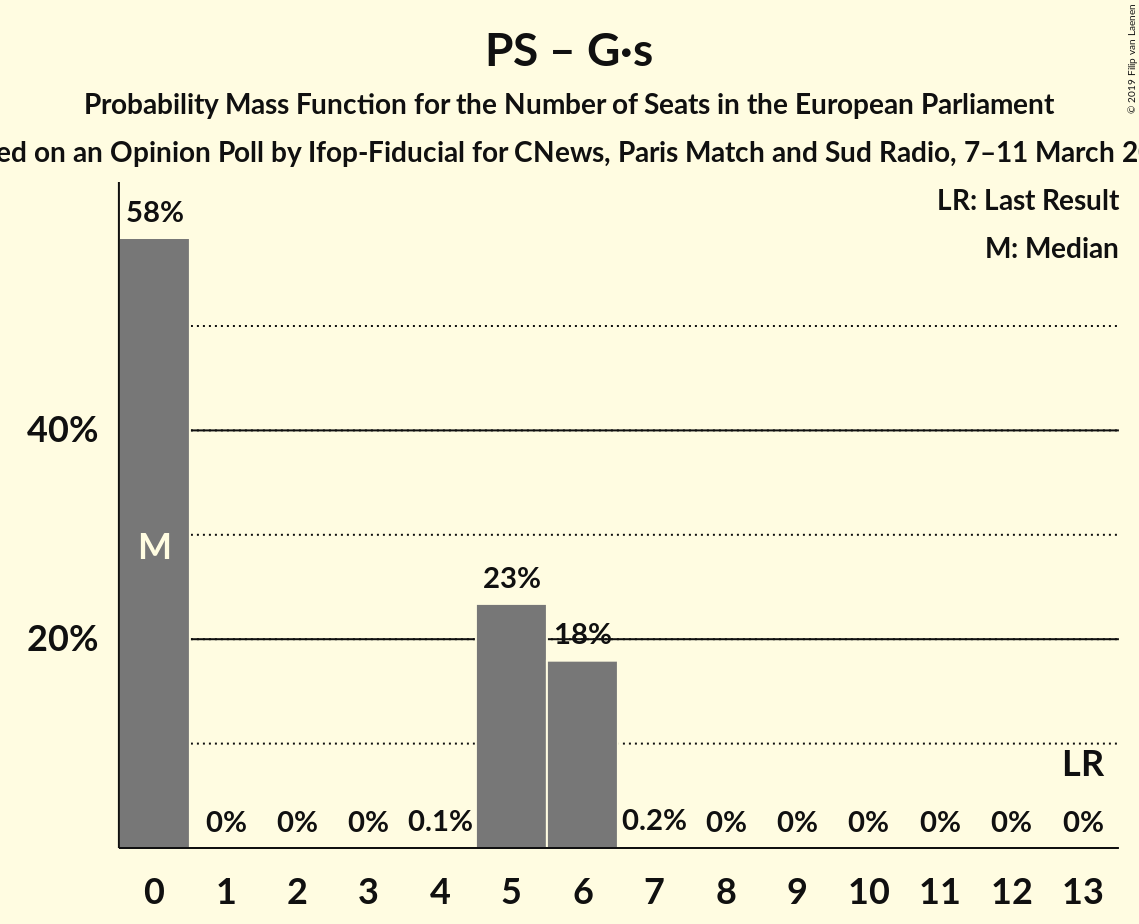 PS – G·s
Probability Mass Function for the Number of Seats in the European Parliament
ed on an Opinion Poll by Ifop-Fiducial for CNews, Paris Match and Sud Radio, 7–11 March 20
© 2019 Filip van Laenen
LR: Last Result
M: Median
58%
40%
M
23%
20%
18%
LR
0% 0% 0% 0.1% 0.2% 0% 0% 0% 0% 0% 0%
0 1 2 3 4 5 6 7 8 9 10 11 12 13